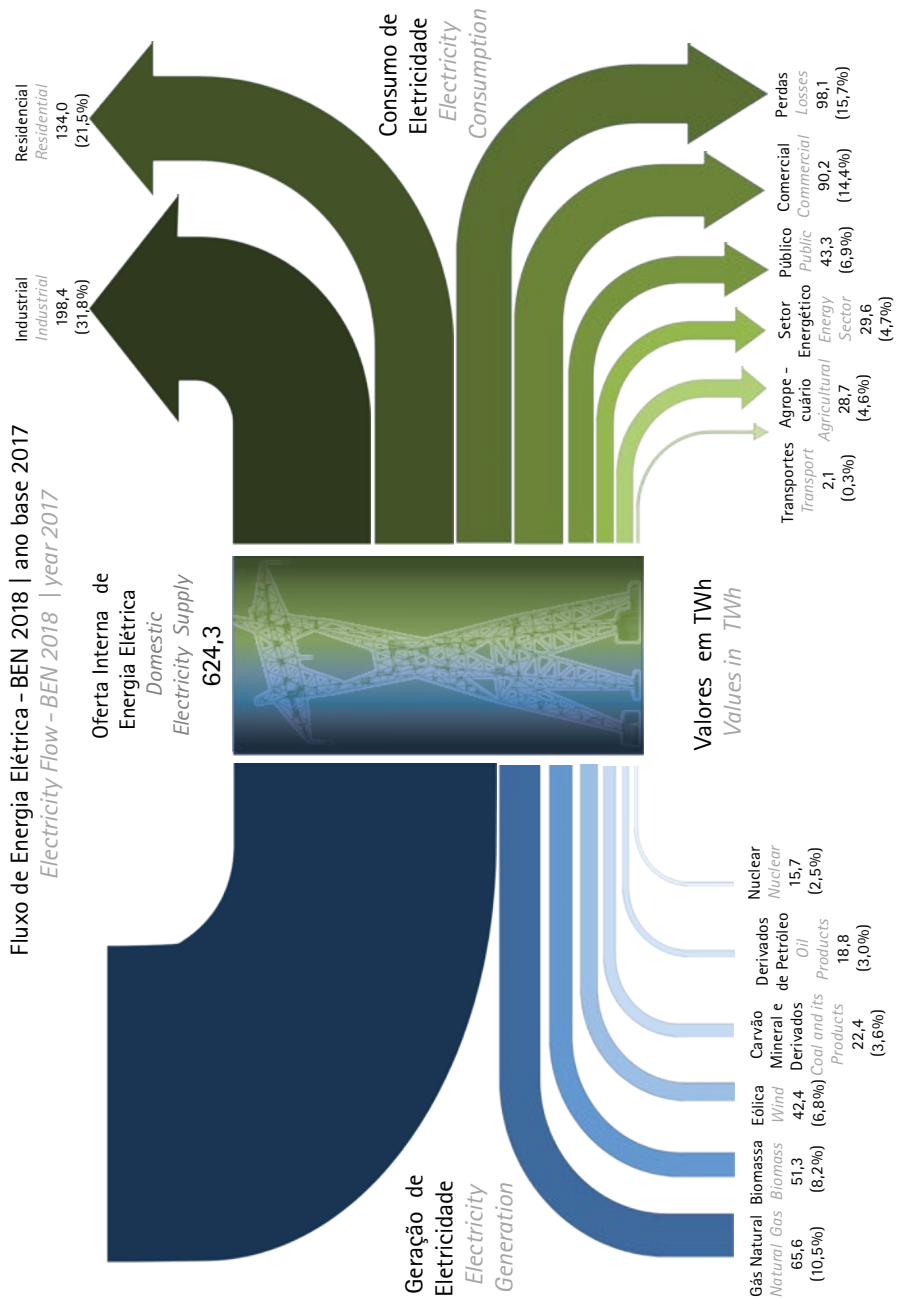 Fluxo de Energia Elétrica - BEN 2018 | ano base 2017
Electricity Flow - BEN 2018 | year 2017
Oferta Interna de
Energia Elétrica
Domestic
Electricity Supply
624,3
Geração de
Eletricidade
Electricity
Generation
Gás Natural
Natural Gas
65,6
(10,5%)
Biomassa
Biomass
51,3
(8,2%)
Eólica
Wind
42,4
(6,8%)
Carvão
Mineral e
Derivados
Coal and its
Products
22,4
(3,6%)
Derivados
de Petróleo
Oil
Products
18,8
(3,0%)
Nuclear
Nuclear
15,7
(2,5%)
Valores em TWh
Values in TWh
Industrial
Industrial
198,4
(31,8%)
Residencial
Residential
134,0
(21,5%)
Consumo de
Eletricidade
Electricity
Consumption
Transportes
Transport
2,1
(0,3%)
Agrope -
cuário
Agricultural
28,7
(4,6%)
Setor
Energético
Energy
Sector
29,6
(4,7%)
Público
Public
43,3
(6,9%)
Comercial
Commercial
90,2
(14,4%)
Perdas
Losses
98,1
(15,7%)